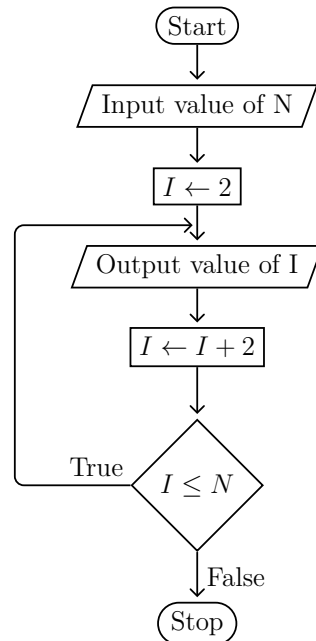 Start
Input value of N
I ← 2
Output value of I
I ← I + 2
True
I ≤ N
False
Stop